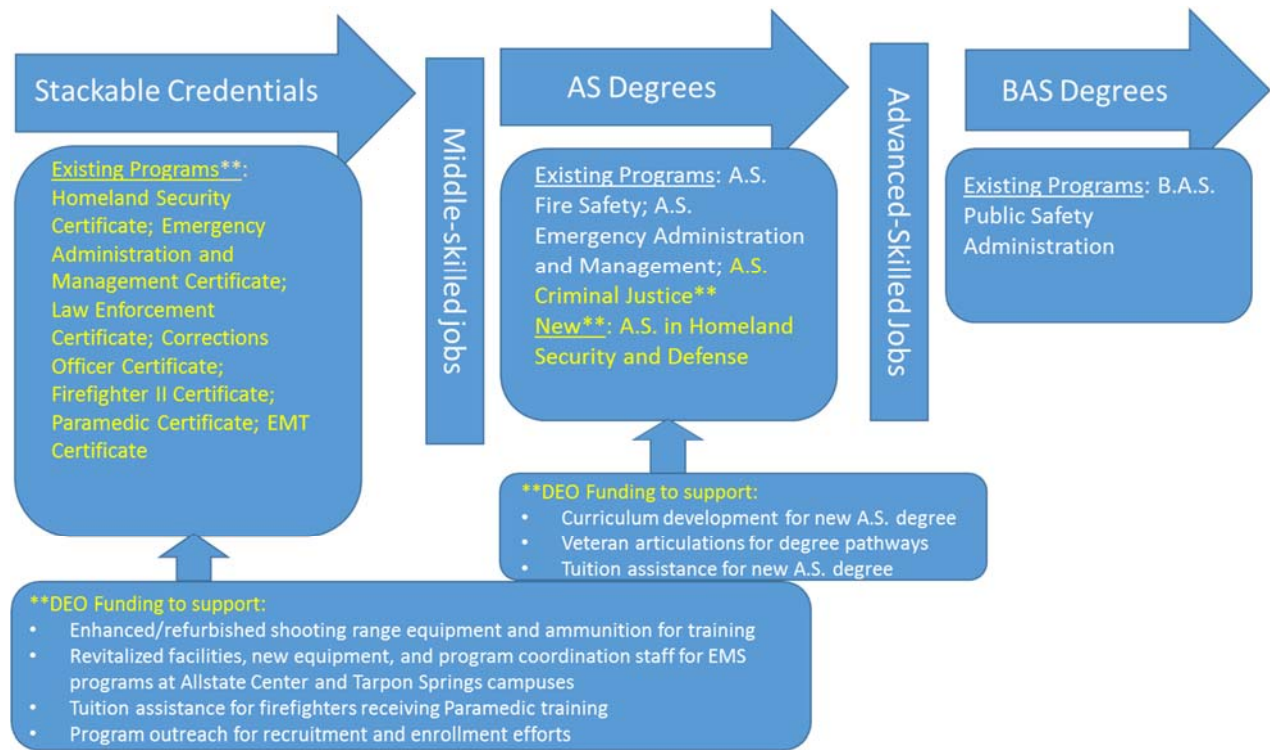 Stackable Credentials
Existing Programs**:
Homeland Security
Certificate; Emergency
Administration and
Management Certificate;
Law Enforcement
Certificate; Corrections
Officer Certificate;
Firefighter II Certificate;
Paramedic Certificate; EMT
Certificate
Middle-skilled jobs
AS Degrees
Existing Programs: A.S.
Fire Safety; A.S.
Emergency Administration
and Management; A.S.
Criminal Justice**
New**: A.S. in Homeland
Security and Defense
Advanced-Skilled Jobs
BAS Degrees
Existing Programs: B.A.S.
Public Safety
Administration
**DEO Funding to support:
• Curriculum development for new A.S. degree
• Veteran articulations for degree pathways
• Tuition assistance for new A.S. degree
**DEO Funding to support:
• Enhanced/refurbished shooting range equipment and ammunition for training
• Revitalized facilities, new equipment, and program coordination staff for EMS
programs at Allstate Center and Tarpon Springs campuses
• Tuition assistance for firefighters receiving Paramedic training
• Program outreach for recruitment and enrollment efforts